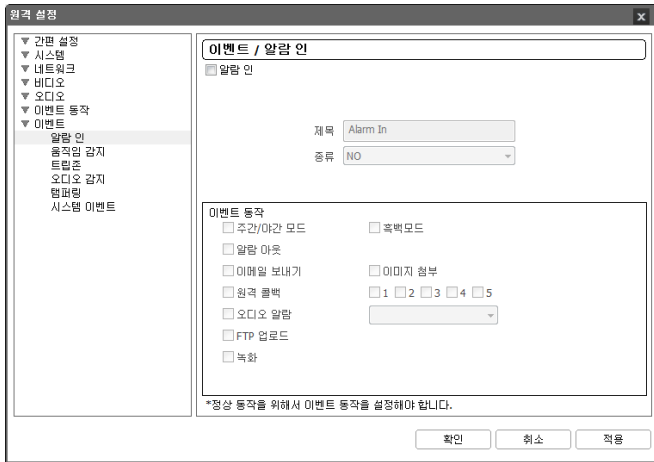 원격 설정
간편 설정
시스템
네트워크
비디오
오디오
이벤트 동작
이벤트
알람 인
움직임 감지
트립존
오디오 감지
탬퍼링
시스템 이벤트
이벤트 / 알람 인
알람 인
제목 Alarm In
종류 NO
이벤트 동작
주간/야간 모드 흑백모드
알람 아웃
이메일 보내기 이미지 첨부
원격 콜백 1 2 3 4 5
오디오 알람
FTP 업로드
녹화
*정상 동작을 위해서 이벤트 동작을 설정해야 합니다.
확인 취소 적용